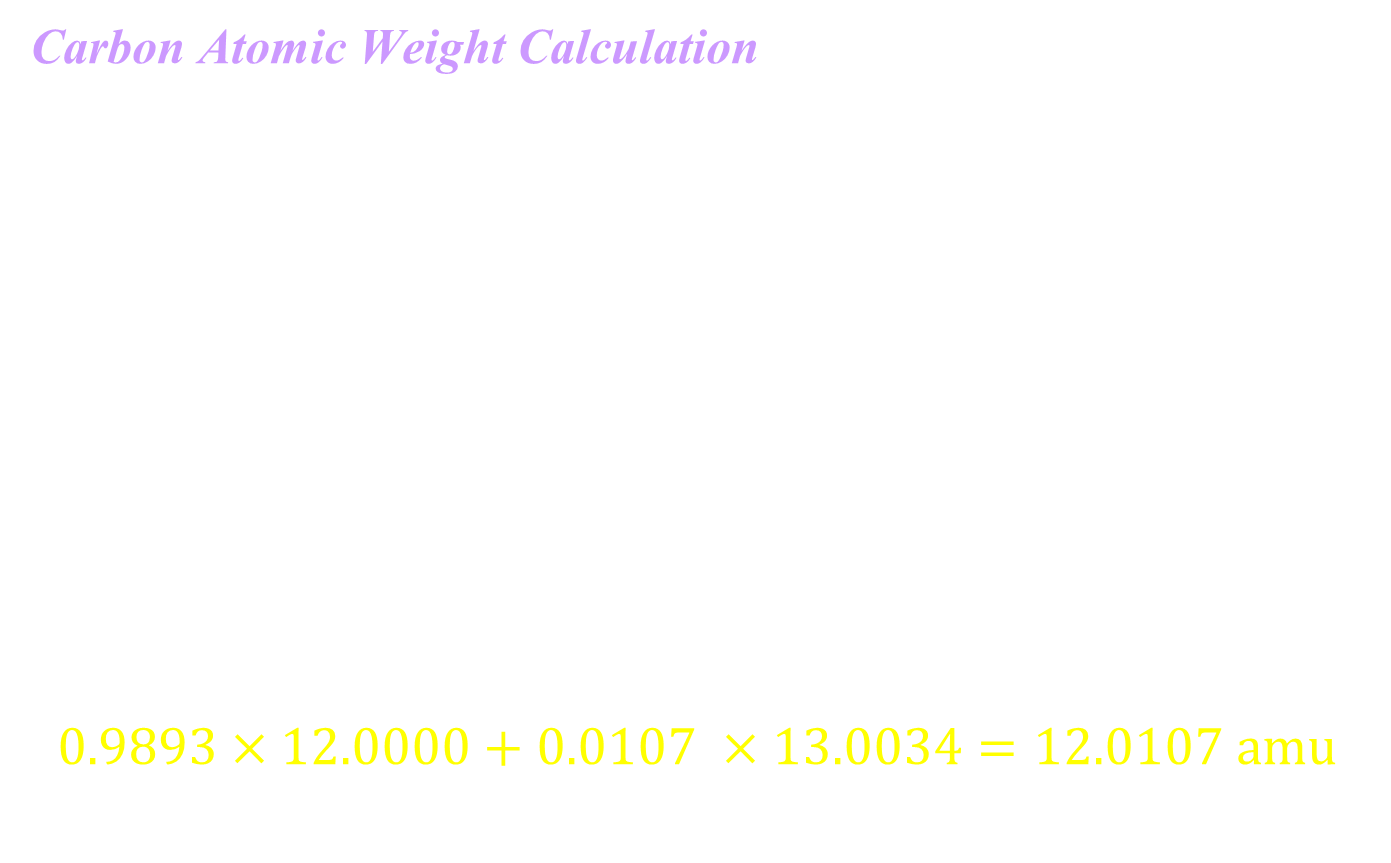 Carbon Atomic Weight Calculation
0.9893 × 12.0000 + 0.0107 × 13.0034 = 12.0107 amu